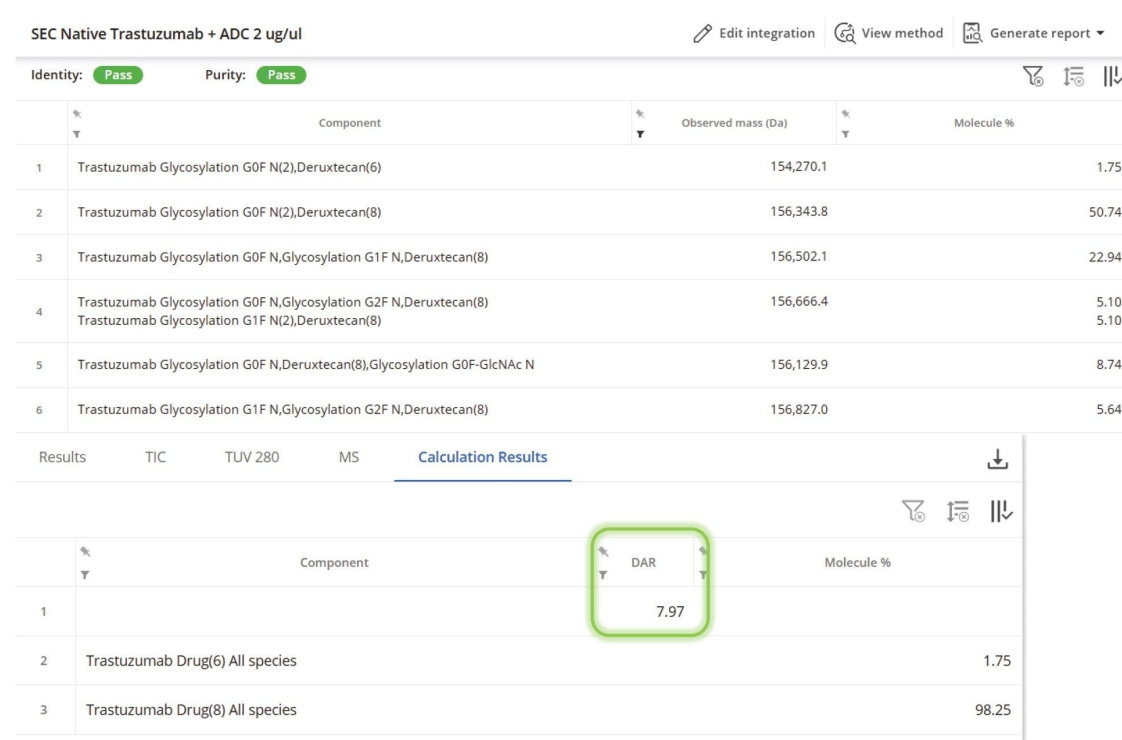 SEC Native Trastuzumab + ADC 2 ug/ul
Edit integration
View method
Generate report
Identity: Pass
Purity: Pass
Component
Observed mass (Da)
Molecule %
1 Trastuzumab Glycosylation G0F N(2),Deruxtecan(6) 154,270.1 1.75
2 Trastuzumab Glycosylation G0F N(2),Deruxtecan(8) 156,343.8 50.74
3 Trastuzumab Glycosylation G0F N,Glycosylation G1F N,Deruxtecan(8) 156,502.1 22.94
4 Trastuzumab Glycosylation G0F N,Glycosylation G2F N,Deruxtecan(8) 156,666.4 5.10
Trastuzumab Glycosylation G1F N(2),Deruxtecan(8) 5.10
5 Trastuzumab Glycosylation G0F N,Deruxtecan(8),Glycosylation G0F-GlcNAc N 156,129.9 8.74
6 Trastuzumab Glycosylation G1F N,Glycosylation G2F N,Deruxtecan(8) 156,827.0 5.64
Results
TIC
TUV 280
MS
Calculation Results
Component
DAR
Molecule %
1 7.97
2 Trastuzumab Drug(6) All species 1.75
3 Trastuzumab Drug(8) All species 98.25